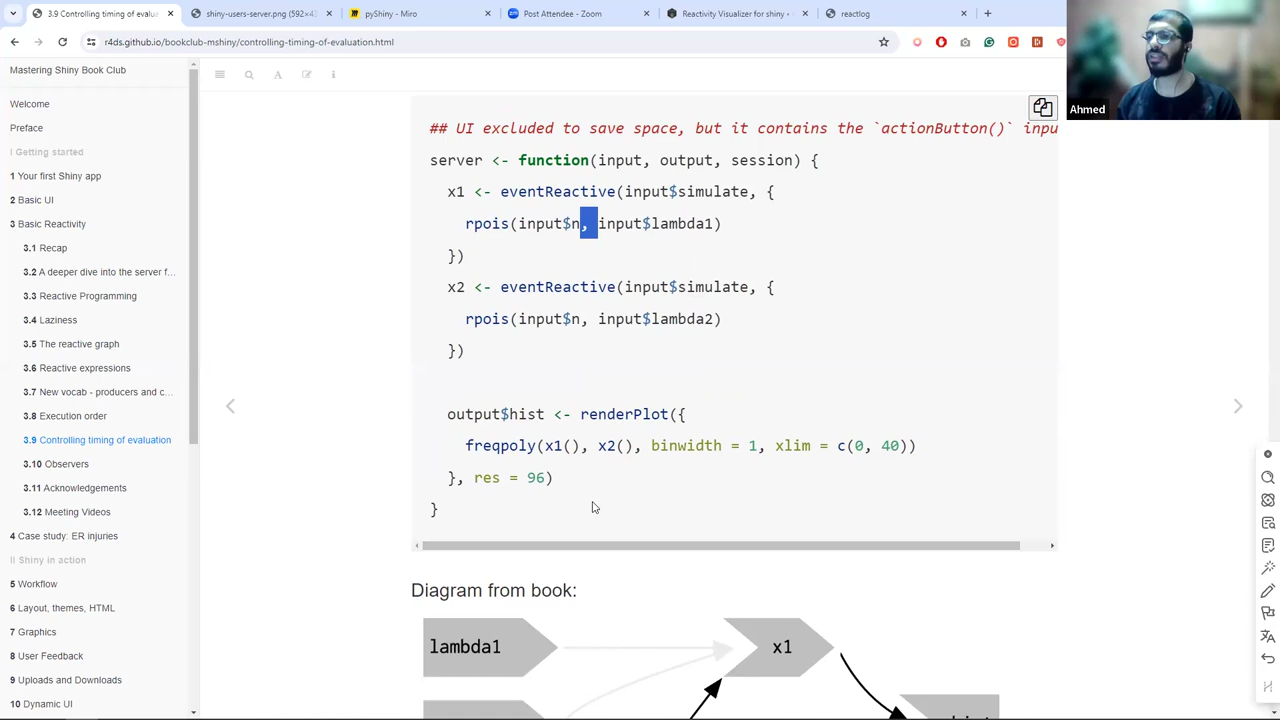 3.9 Controlling timing of evalua
shiny-users-server.png (592×4
pyShiny - Miro
Post Attendee - Zoom
Reactivity Visualizer for shiny •
reactlog
r4ds.github.io/bookclub-mshiny/controlling-timing-of-evaluation.html
Ahmed
Mastering Shiny Book Club
Welcome
Preface
I Getting started
1 Your first Shiny app
2 Basic UI
3 Basic Reactivity
3.1 Recap
3.2 A deeper dive into the server f...
3.3 Reactive Programming
3.4 Laziness
3.5 The reactive graph
3.6 Reactive expressions
3.7 New vocab - producers and c...
3.8 Execution order
3.9 Controlling timing of evaluation
3.10 Observers
3.11 Acknowledgements
3.12 Meeting Videos
4 Case study: ER injuries
II Shiny in action
5 Workflow
6 Layout, themes, HTML
7 Graphics
8 User Feedback
9 Uploads and Downloads
10 Dynamic UI
## UI excluded to save space, but it contains the `actionButton()` inpu
server <- function(input, output, session) {
x1 <- eventReactive(input$simulate, {
rpois(input$n, input$lambda1)
})
x2 <- eventReactive(input$simulate, {
rpois(input$n, input$lambda2)
})
output$hist <- renderPlot({
freqpoly(x1(), x2(), binwidth = 1, xlim = c(0, 40))
}, res = 96)
}
Diagram from book:
lambda1
x1